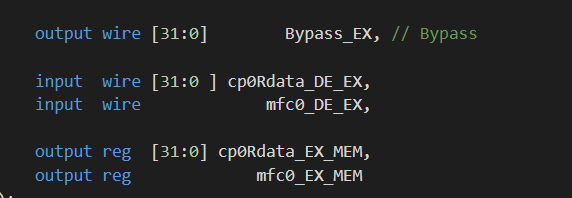 output wire [31:0] Bypass_EX, // Bypass
input wire [31:0 ] cp0Rdata_DE_EX,
input wire mfc0_DE_EX,
output reg [31:0] cp0Rdata_EX_MEM,
output reg mfc0_EX_MEM
);